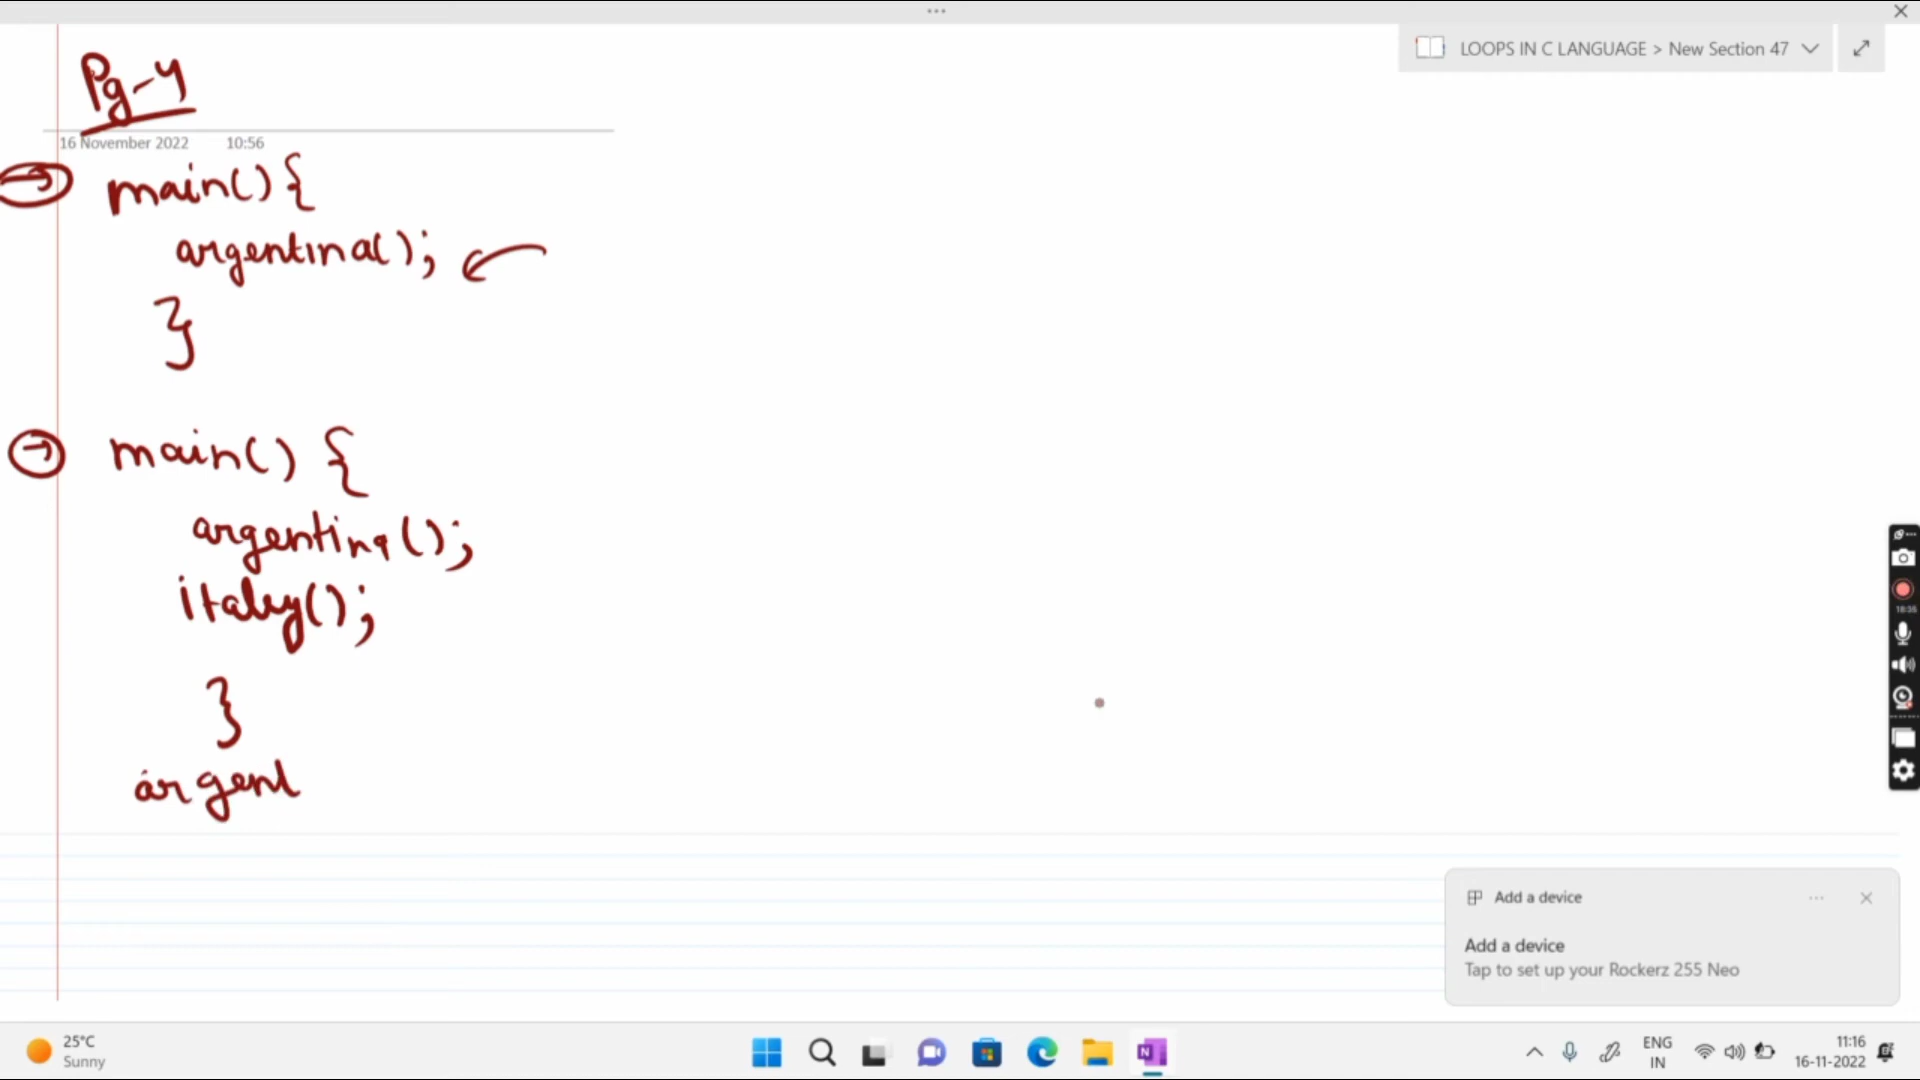 LOOPS IN C LANGUAGE > New Section 47
Pg-4
16 November 2022 10:56
→ main(){
argentina();
}
→ main() {
argentina();
italy();
}
argent
18:55
Add a device
Add a device
Tap to set up your Rockerz 255 Neo
25°C
Sunny
ENG
IN
11:16
16-11-2022